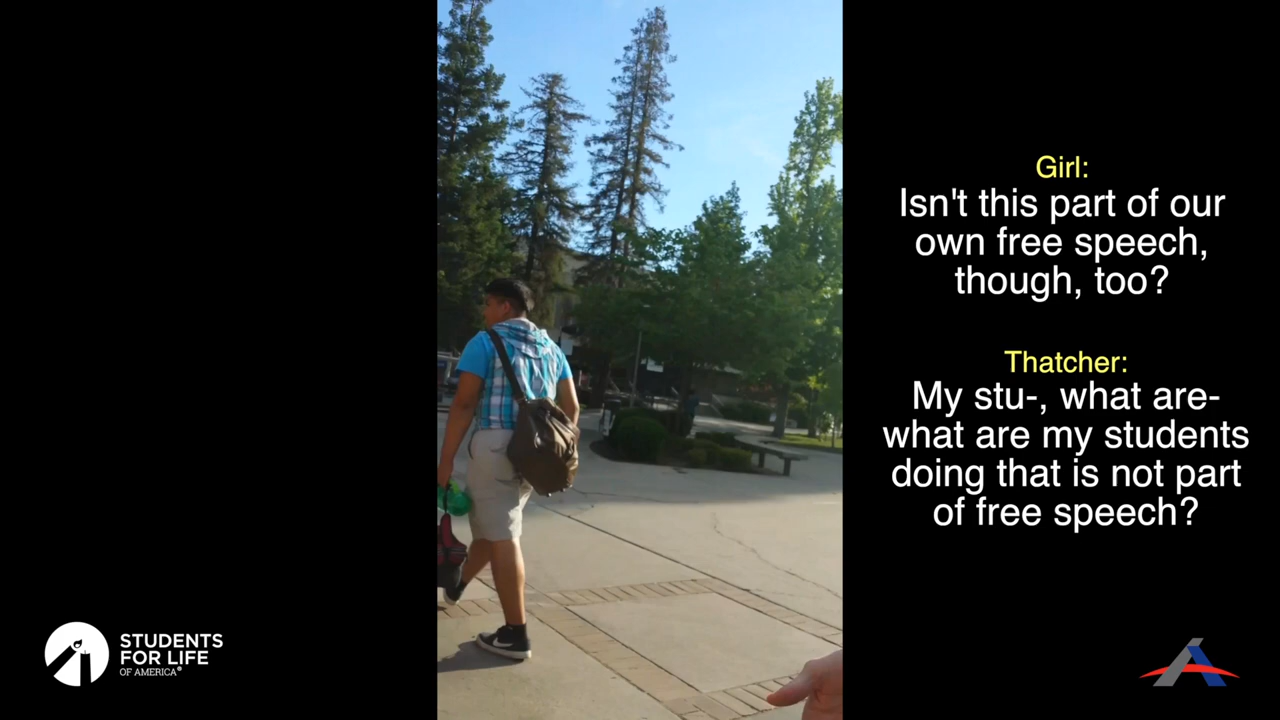 Girl:
Isn't this part of our
own free speech,
though, too?
Thatcher:
My stu-, what are-
what are my students
doing that is not part
of free speech?
STUDENTS
FOR LIFE
OF AMERICA®